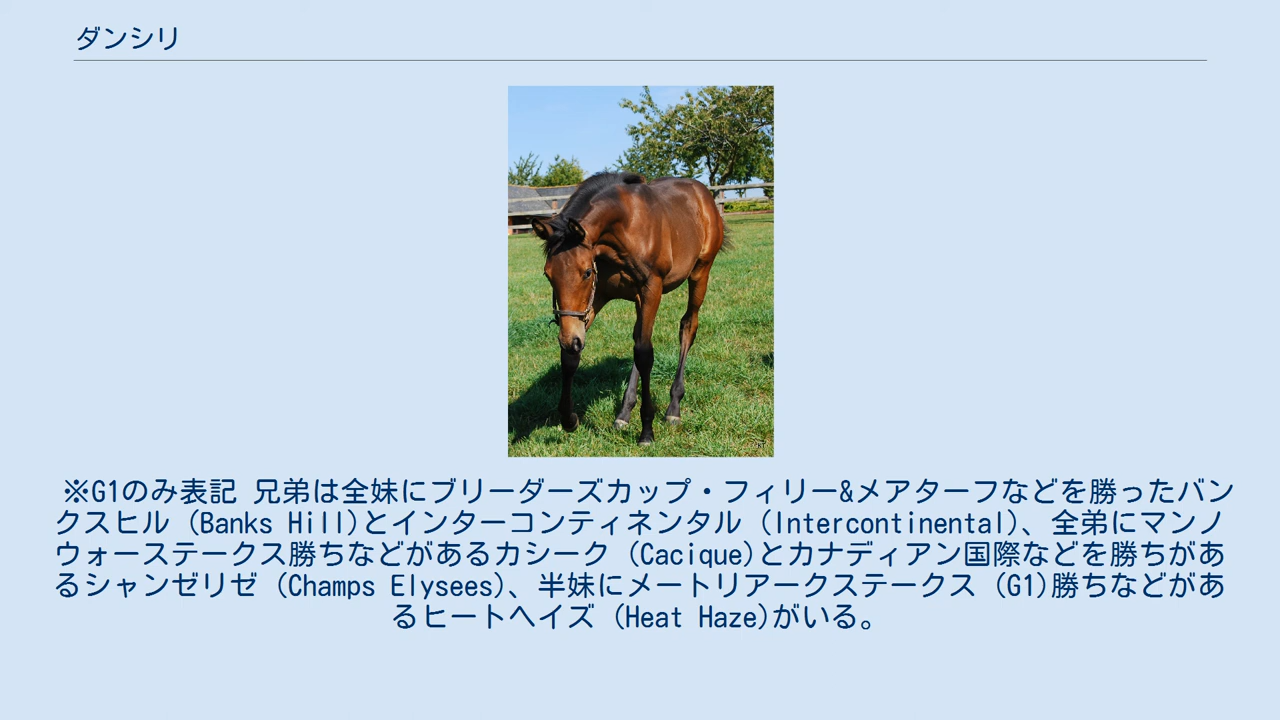 ダンシリ
※G1のみ表記 兄弟は全妹にブリーダーズカップ・フィリー&メアターフなどを勝ったバン
クスヒル (Banks Hill)とインターコンティネンタル (Intercontinental)、全弟にマンノ
ウォーステークス勝ちなどがあるカシーク (Cacique)とカナディアン国際などを勝ちがあ
るシャンゼリゼ (Champs Elysees)、半妹にメートリアークステークス (G1)勝ちなどがあ
るヒートヘイズ (Heat Haze)がいる。